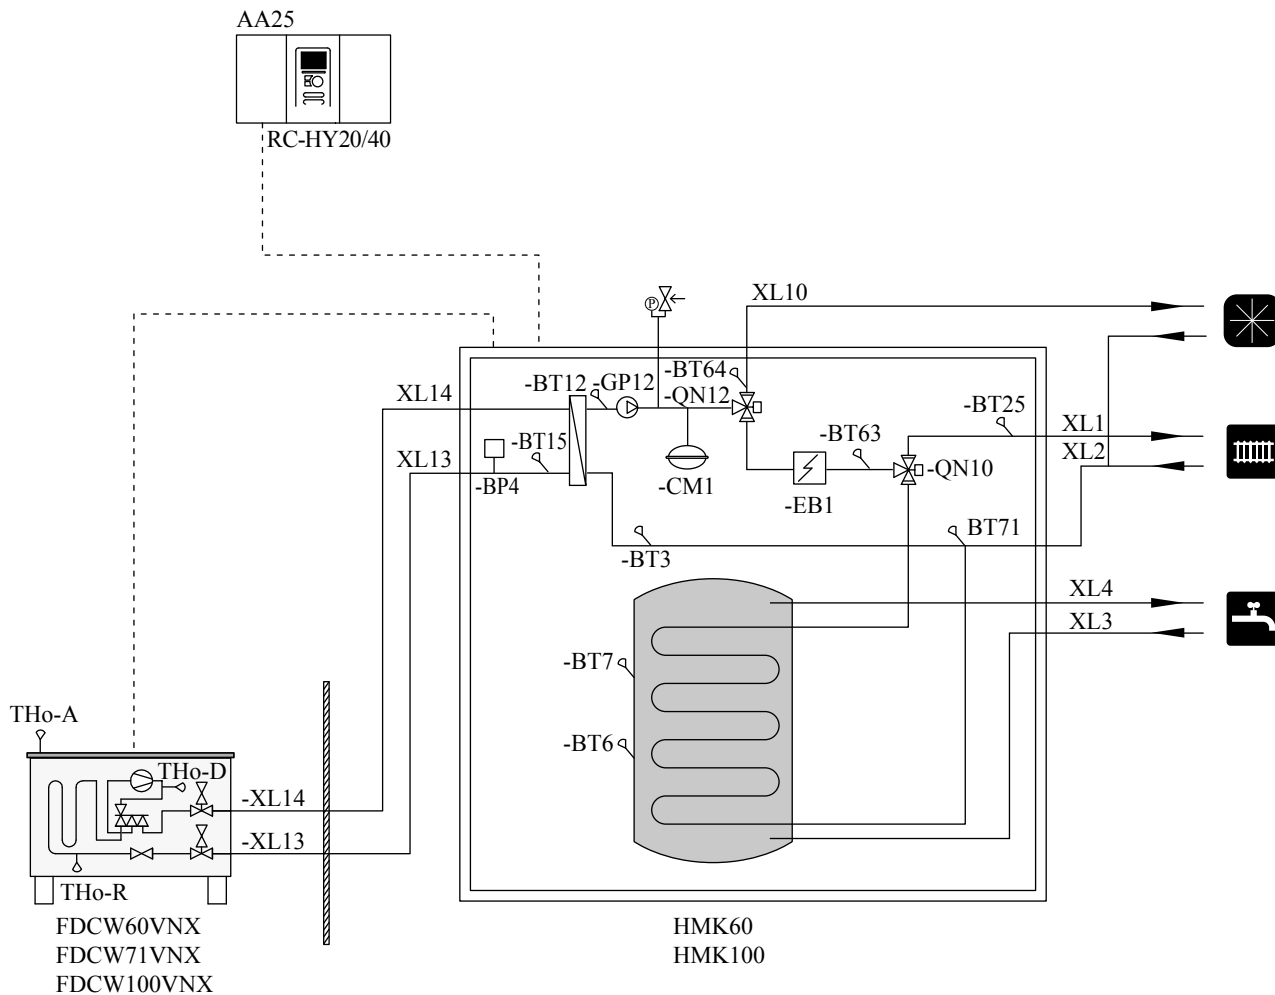 AA25
RC-HY20/40
XL10
P
-BT64
-BT12
-GP12
-QN12
XL14
-BT25
XL1
-BT63
-BT15
XL13
XL2
-QN10
-BP4
-CM1
-EB1
-BT3
BT71
XL4
XL3
-BT7
THo-A
-BT6
THo-D
-XL14
-XL13
THo-R
FDCW60VNX
FDCW71VNX
FDCW100VNX
HMK60
HMK100